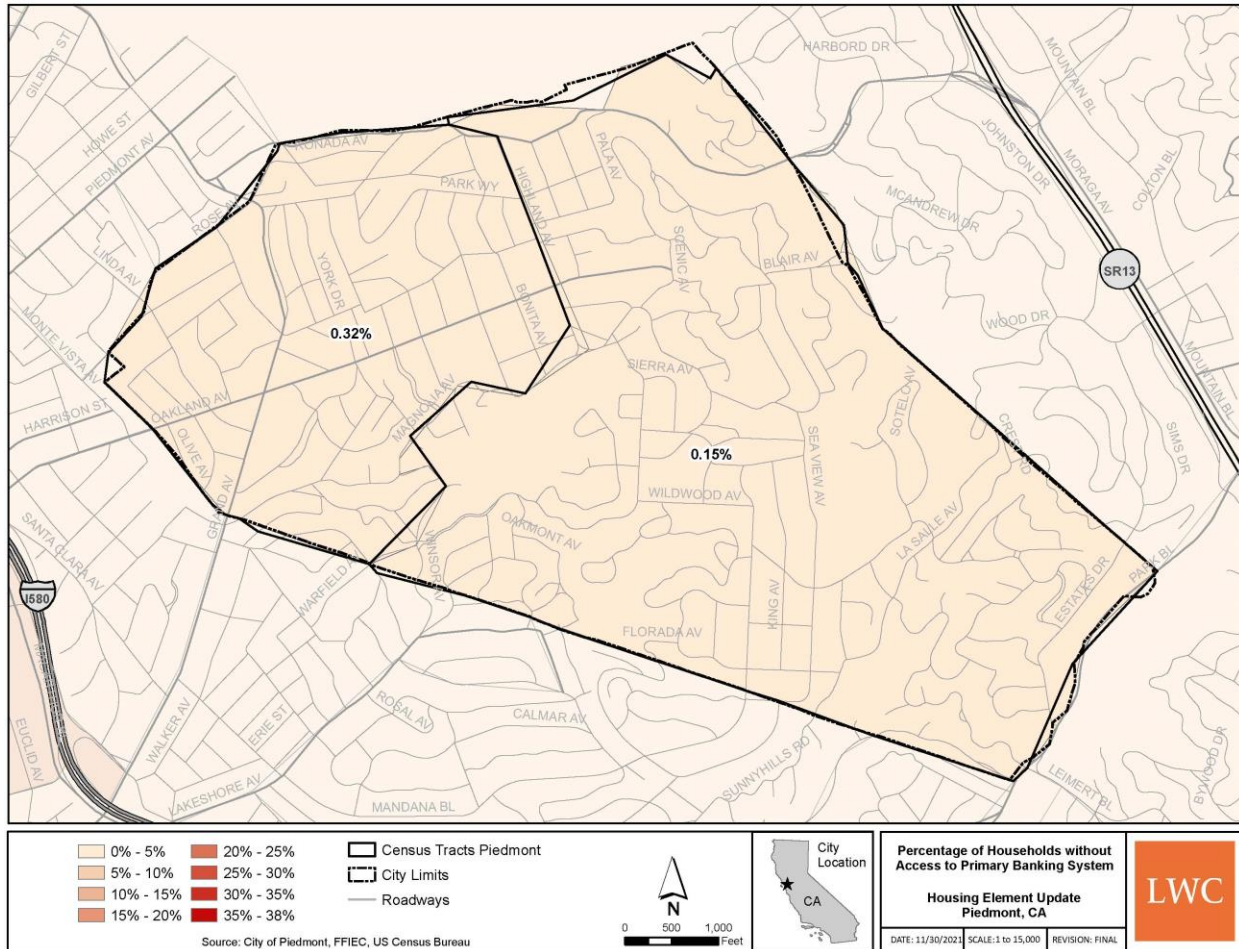 GILBERT ST
HOWE ST
PIEDMONT AV
HARBORD DR
MOUNTAIN BL
JOHNSTON DR
MORAGA AV
COLTON BL
RONADA AV
PARK WY
HIGHLAND AV
PALA AV
MCANDREW DR
SR13
LINDA AV
YORK DR
SCENIC AV
BLAIR AV
BONITA AV
MONTE VISTA AV
0.32%
WOOD DR
MOUNTAIN BL
SIERRA AV
HARRISON ST
OAKLAND AV
MAGNOLIA AV
OLIVE AV
SOTELO AV
SIMS DR
0.15%
SEA VIEW AV
GRAND AV
WILDWOOD AV
OAKMONT AV
LA SALLE AV
SANTA CLARA AV
WINSOR AV
PARK BL
ESTATES DR
I580
KING AV
FLORADA AV
ROSAL AV
CALMAR AV
EUCLID AV
WALKER AV
ERIE ST
SUNNYHILLS RD
BYWOOD DR
LEIMERT BL
LAKESHORE AV
MANDANA BL
0% - 5%
5% - 10%
10% - 15%
15% - 20%
20% - 25%
25% - 30%
30% - 35%
35% - 38%
Census Tracts Piedmont
City Limits
Roadways
Source: City of Piedmont, FFIEC, US Census Bureau
N
0 500 1,000
Feet
City
Location
CA
Percentage of Households without
Access to Primary Banking System
Housing Element Update
Piedmont, CA
DATE: 11/30/2021 SCALE: 1 to 15,000 REVISION: FINAL
LWC